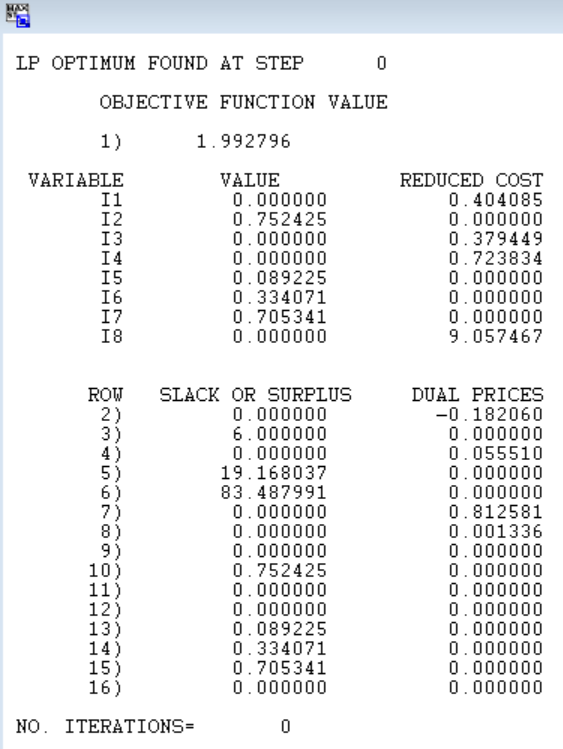 LP OPTIMUM FOUND AT STEP 0
OBJECTIVE FUNCTION VALUE
1) 1.992796
VARIABLE VALUE REDUCED COST
I1 0.000000 0.404085
I2 0.752425 0.000000
I3 0.000000 0.379449
I4 0.000000 0.723834
I5 0.089225 0.000000
I6 0.334071 0.000000
I7 0.705341 0.000000
I8 0.000000 9.057467
ROW SLACK OR SURPLUS DUAL PRICES
2) 0.000000 -0.182060
3) 6.000000 0.000000
4) 0.000000 0.055510
5) 19.168037 0.000000
6) 83.487991 0.000000
7) 0.000000 0.812581
8) 0.000000 0.001336
9) 0.000000 0.000000
10) 0.752425 0.000000
11) 0.000000 0.000000
12) 0.000000 0.000000
13) 0.089225 0.000000
14) 0.334071 0.000000
15) 0.705341 0.000000
16) 0.000000 0.000000
NO. ITERATIONS= 0